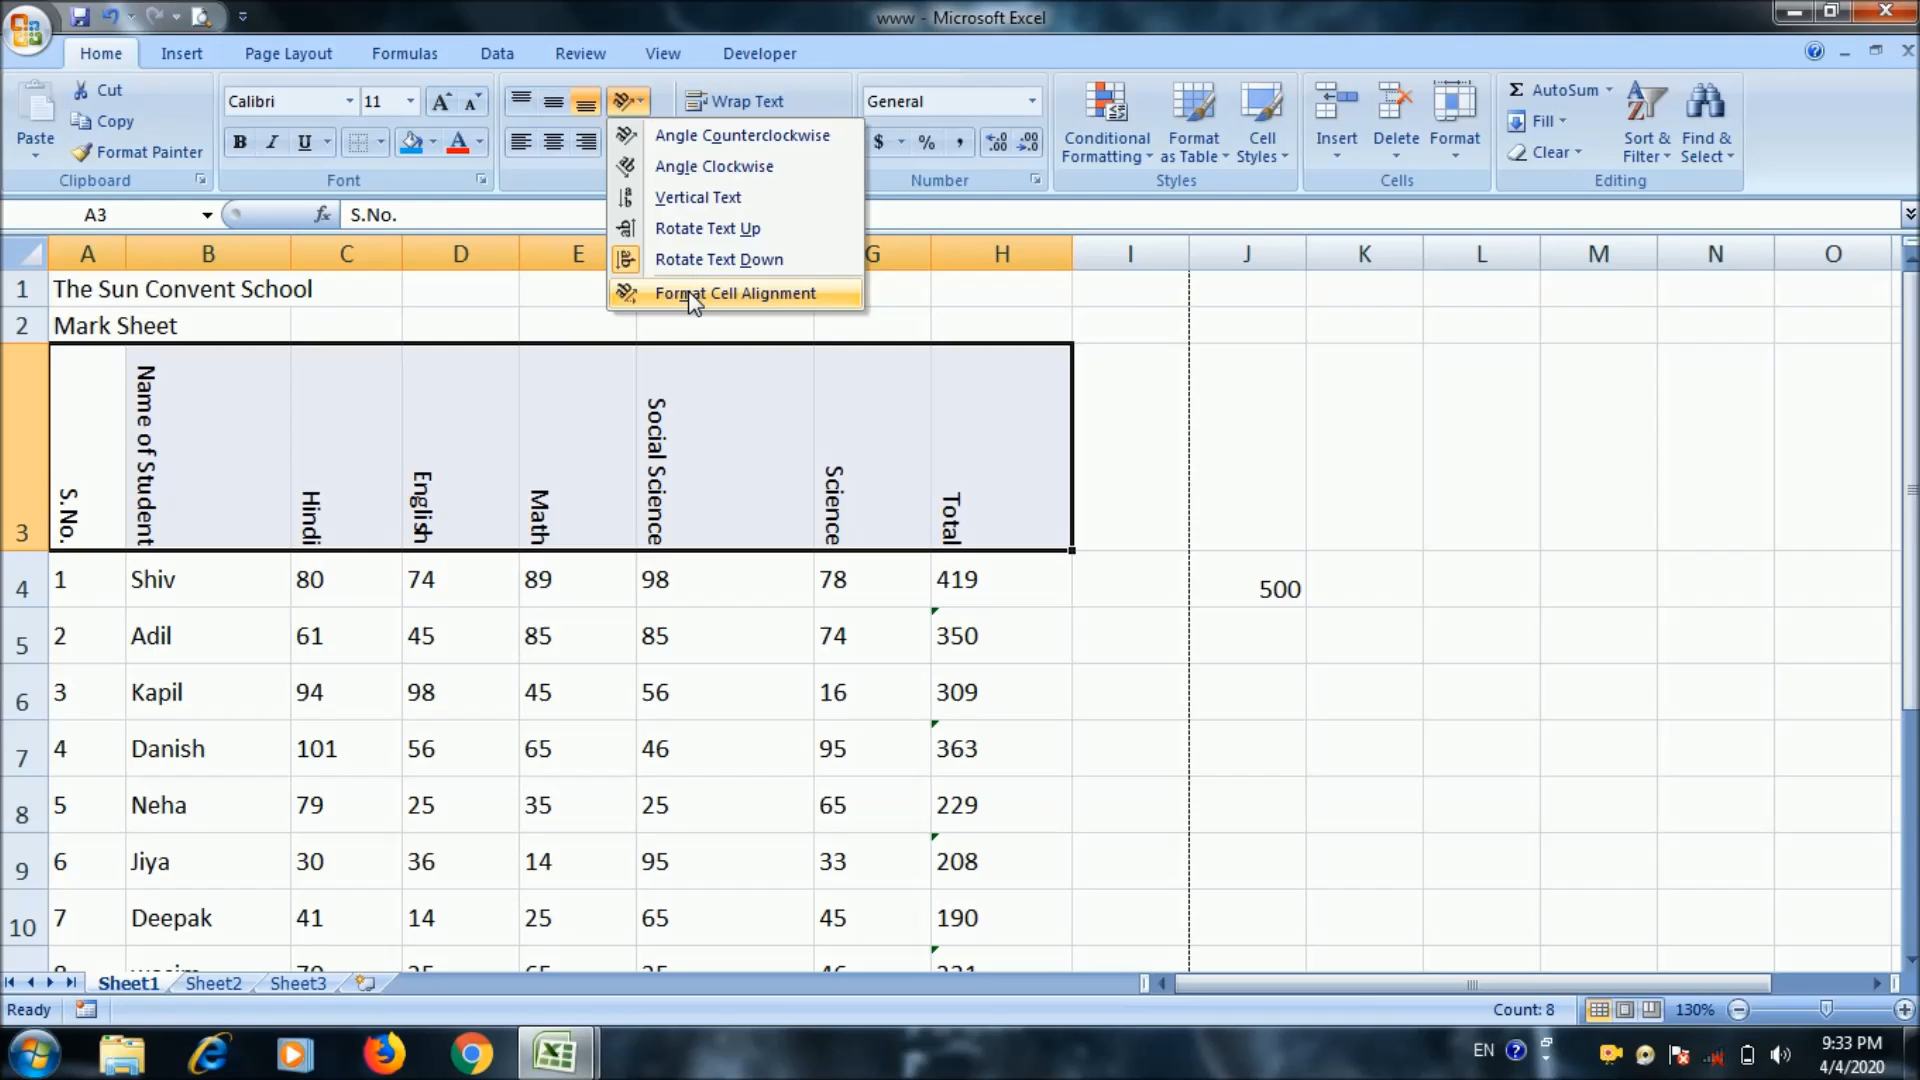 www - Microsoft Excel
Home Insert Page Layout Formulas Data Review View Developer
Paste
Cut
Copy
Format Painter
Clipboard
Calibri 11
B I U
Font
Wrap Text
Angle Counterclockwise
Angle Clockwise
Vertical Text
Rotate Text Up
Rotate Text Down
Format Cell Alignment
General
$ % ,
Number
Conditional Formatting
Format as Table
Cell Styles
Styles
Insert Delete Format
Cells
Σ AutoSum
Fill
Clear
Sort & Filter
Find & Select
Editing
A3 fx S.No.
A B C D E G H I J K L M N O
1 The Sun Convent School
2 Mark Sheet
3 S.No. Name of Student Hindi English Math Social Science Science Total
4 1 Shiv 80 74 89 98 78 419 500
5 2 Adil 61 45 85 85 74 350
6 3 Kapil 94 98 45 56 16 309
7 4 Danish 101 56 65 46 95 363
8 5 Neha 79 25 35 25 65 229
9 6 Jiya 30 36 14 95 33 208
10 7 Deepak 41 14 25 65 45 190
Sheet1 Sheet2 Sheet3
Ready Count: 8 130%
EN 9:33 PM
4/4/2020